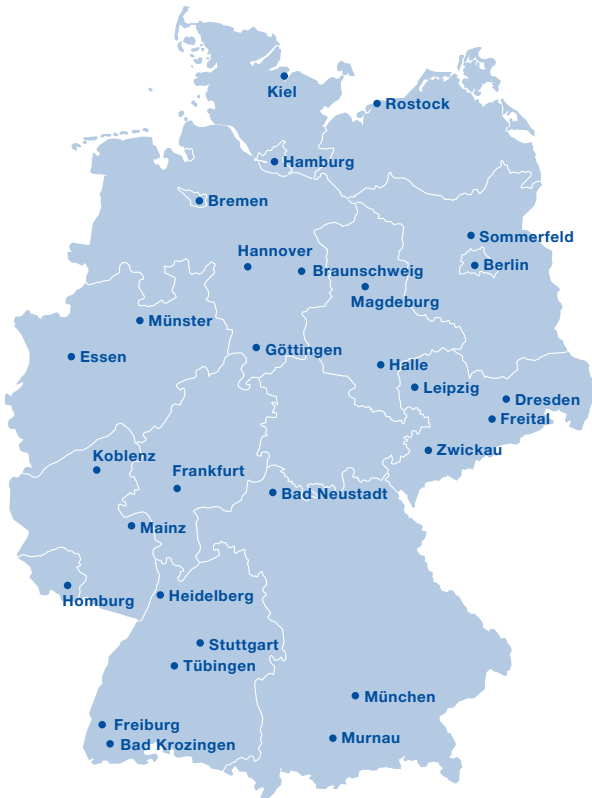 Kiel
Rostock
Hamburg
Bremen
Sommerfeld
Hannover
Berlin
Braunschweig
Magdeburg
Münster
Göttingen
Essen
Halle
Leipzig
Dresden
Freital
Zwickau
Koblenz
Frankfurt
Bad Neustadt
Mainz
Heidelberg
Homburg
Stuttgart
Tübingen
München
Freiburg
Murnau
Bad Krozingen